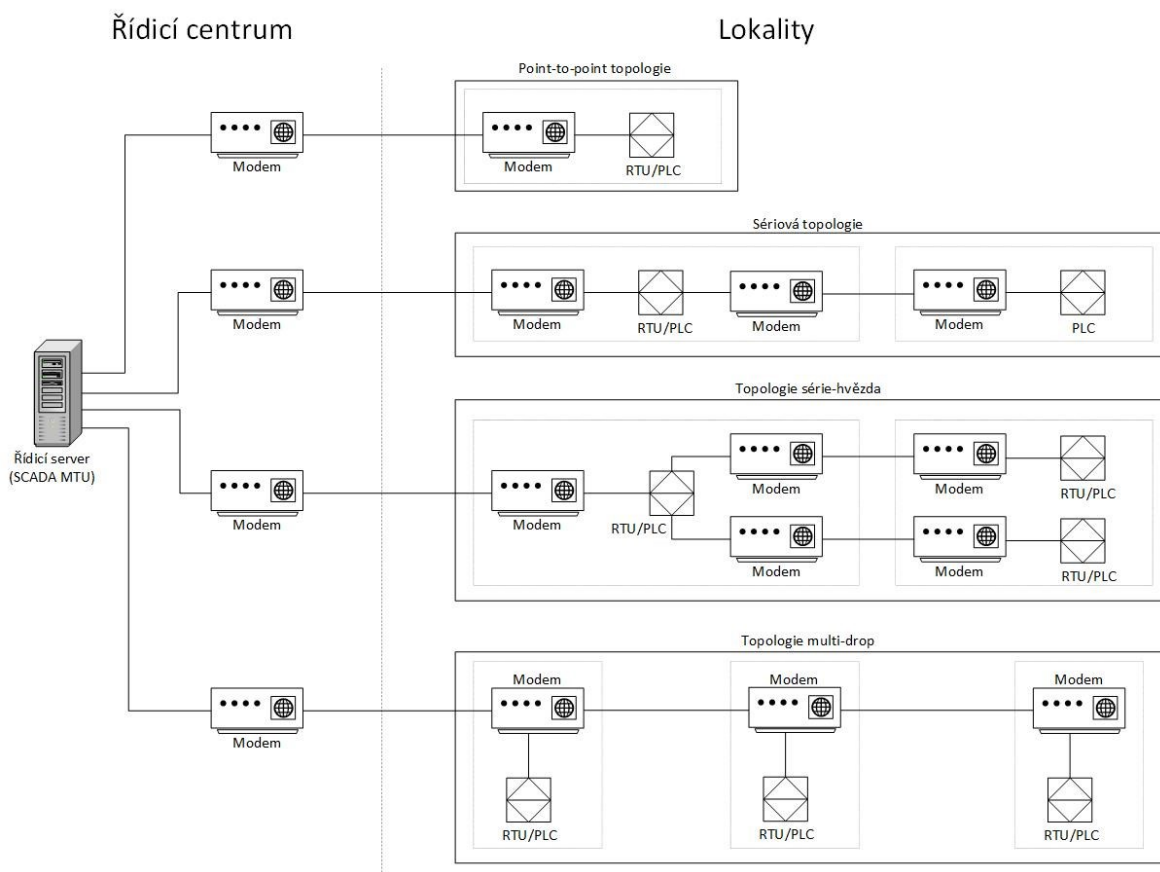 Řídicí centrum
Lokality
Point-to-point topologie
Modem
Modem
RTU/PLC
Sériová topologie
Modem
Modem
RTU/PLC
Modem
Modem
PLC
Řídicí server
(SCADA MTU)
Topologie série-hvězda
Modem
Modem
RTU/PLC
Modem
Modem
RTU/PLC
Modem
Modem
RTU/PLC
Topologie multi-drop
Modem
Modem
Modem
Modem
RTU/PLC
RTU/PLC
RTU/PLC